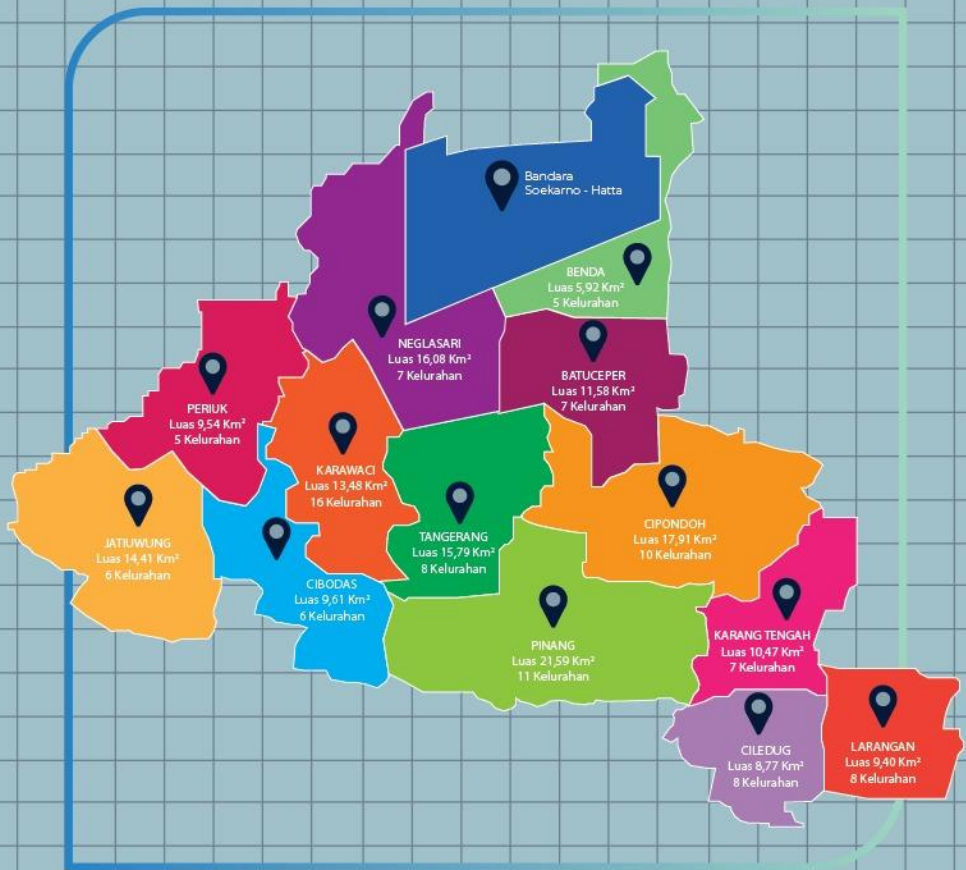 Bandara
Soekarno - Hatta
BENDA
Luas 5,92 Km²
5 Kelurahan
NEGLASARI
Luas 16,08 Km²
7 Kelurahan
BATUCEPER
Luas 11,58 Km²
7 Kelurahan
PERIUK
Luas 9,54 Km²
5 Kelurahan
KARAWACI
Luas 13,48 Km²
16 Kelurahan
JATIUWUNG
Luas 14,41 Km²
6 Kelurahan
TANGERANG
Luas 15,79 Km²
8 Kelurahan
CIPONDOH
Luas 17,91 Km²
10 Kelurahan
CIBODAS
Luas 9,61 Km²
6 Kelurahan
PINANG
Luas 21,59 Km²
11 Kelurahan
KARANG TENGAH
Luas 10,47 Km²
7 Kelurahan
CILEDUG
Luas 8,77 Km²
8 Kelurahan
LARANGAN
Luas 9,40 Km²
8 Kelurahan